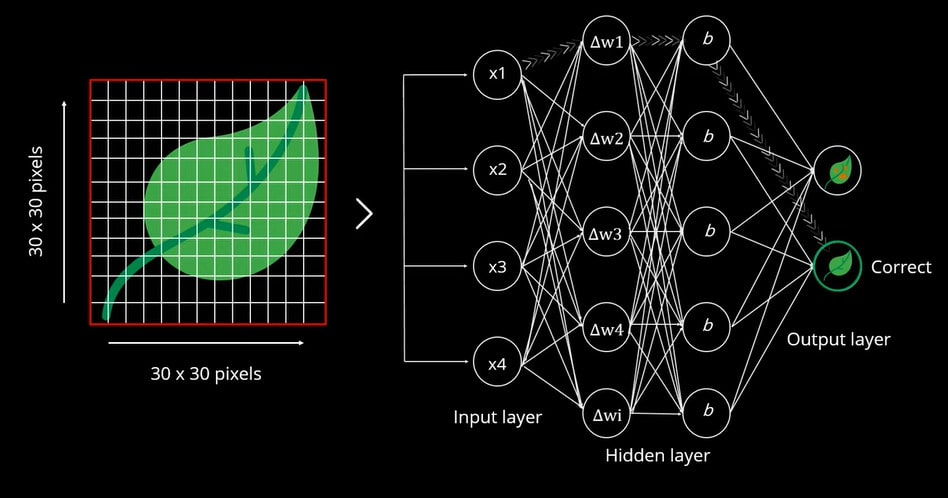 30 x 30 pixels
30 x 30 pixels
x1
x2
x3
x4
Input layer
Δw1
Δw2
Δw3
Δw4
Δwi
b
b
b
b
b
Hidden layer
Correct
Output layer